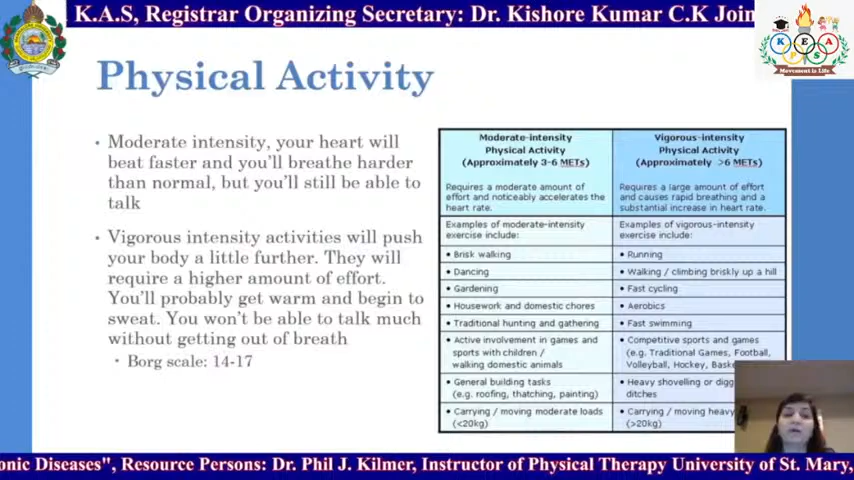 K.A.S, Registrar Organizing Secretary: Dr. Kishore Kumar C.K Join
K E A
P S
Movement is Life
Physical Activity
• Moderate intensity, your heart will
beat faster and you'll breathe harder
than normal, but you'll still be able to
talk
• Vigorous intensity activities will push
your body a little further. They will
require a higher amount of effort.
You'll probably get warm and begin to
sweat. You won't be able to talk much
without getting out of breath
• Borg scale: 14-17
Moderate-intensity
Physical Activity
(Approximately 3-6 METs)
Requires a moderate amount of
effort and noticeably accelerates the
heart rate.
Examples of moderate-intensity
exercise include:
• Brisk walking
• Dancing
• Gardening
• Housework and domestic chores
• Traditional hunting and gathering
• Active involvement in games and
sports with children /
walking domestic animals
• General building tasks
(e.g. roofing, thatching, painting)
• Carrying / moving moderate loads
(<20kg)
Vigorous-intensity
Physical Activity
(Approximately >6 METs)
Requires a large amount of effort
and causes rapid breathing and a
substantial increase in heart rate.
Examples of vigorous-intensity
exercise include:
• Running
• Walking / climbing briskly up a hill
• Fast cycling
• Aerobics
• Fast swimming
• Competitive sports and games
(e.g. Traditional Games, Football,
Volleyball, Hockey,
• Heavy shovelling or
ditches
• Carrying / moving heavy
(>20kg)
onic Diseases", Resource Persons: Dr. Phil J. Kilmer, Instructor of Physical Therapy University of St. Mary,